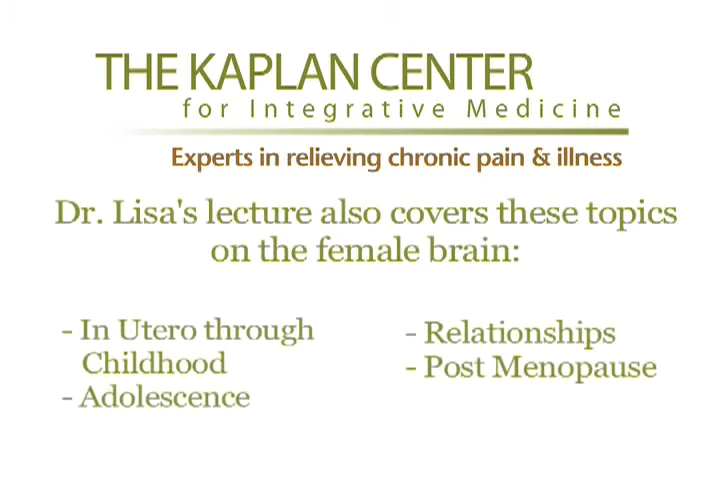 THE KAPLAN CENTER
for Integrative Medicine
Experts in relieving chronic pain & illness
Dr. Lisa's lecture also covers these topics
on the female brain:
- In Utero through
Childhood
- Adolescence
- Relationships
- Post Menopause